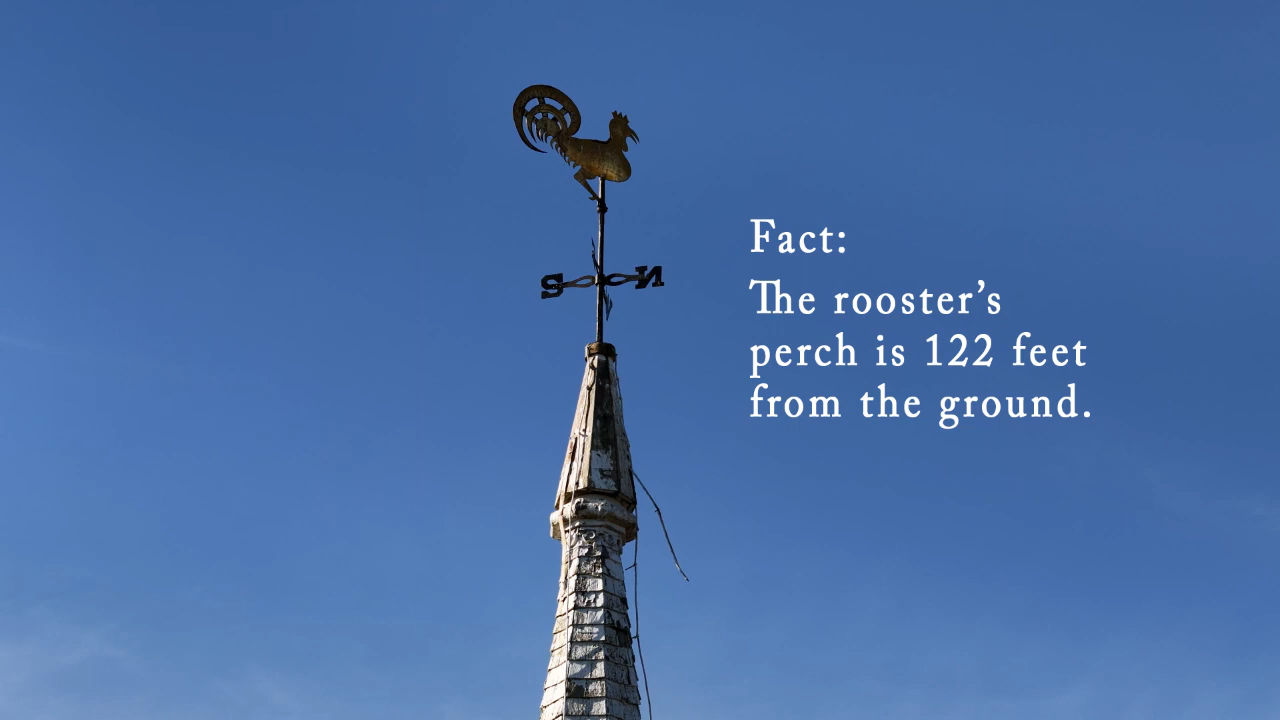 S N
Fact:
The rooster's
perch is 122 feet
from the ground.